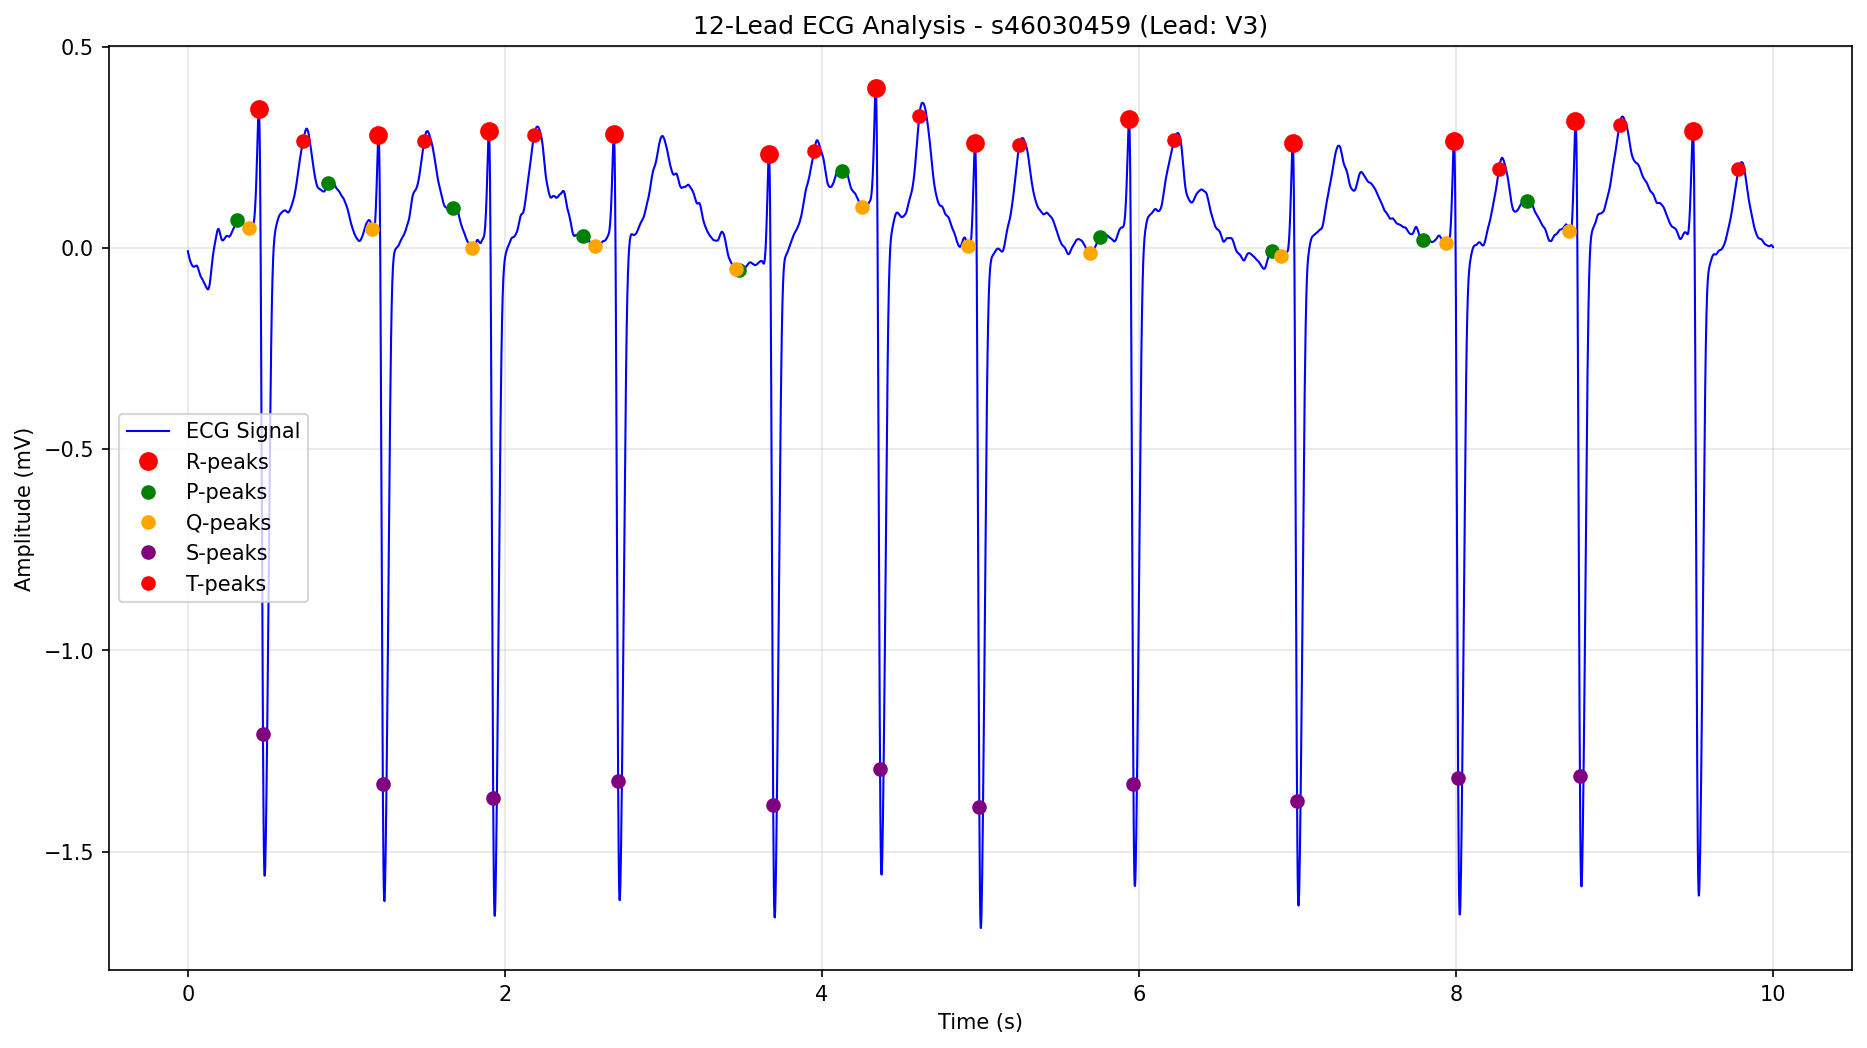 12-Lead ECG Analysis - s46030459 (Lead: V3)
0.5
0.0
−0.5
−1.0
−1.5
Amplitude (mV)
ECG Signal
R-peaks
P-peaks
Q-peaks
S-peaks
T-peaks
0 2 4 6 8 10
Time (s)